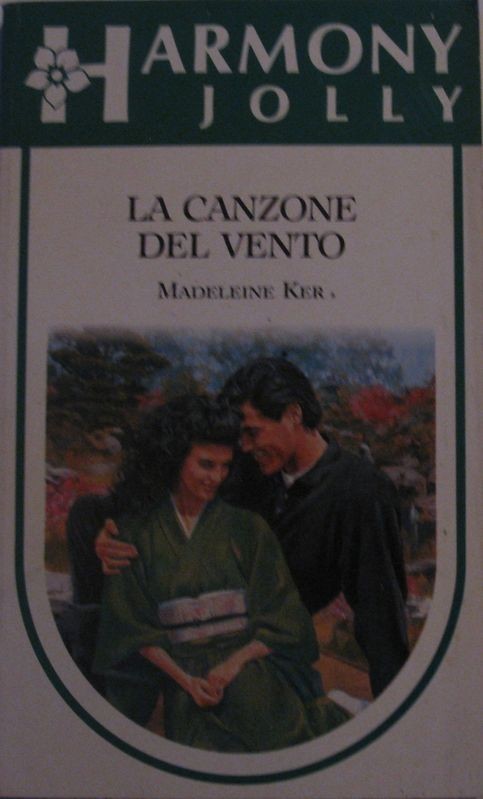 HARMONY
JOLLY
LA CANZONE
DEL VENTO
MADELEINE KER